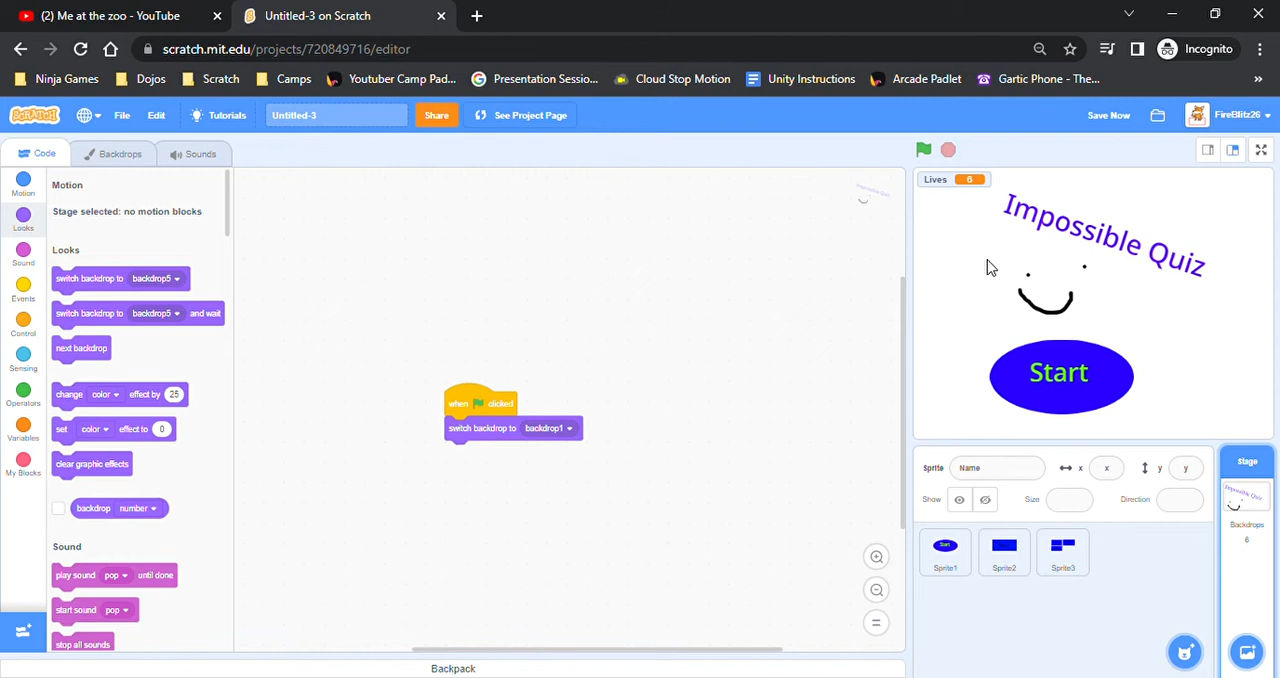 (2) Me at the zoo - YouTube
Untitled-3 on Scratch
scratch.mit.edu/projects/720849716/editor
Incognito
Ninja Games
Dojos
Scratch
Camps
Youtuber Camp Pad...
Presentation Sessio...
Cloud Stop Motion
Unity Instructions
Arcade Padlet
Gartic Phone - The...
SCRATCH
File
Edit
Tutorials
Untitled-3
Share
See Project Page
Save Now
FireBlitz26
Code
Backdrops
Sounds
Motion
Looks
Sound
Events
Control
Sensing
Operators
Variables
My Blocks
Motion
Stage selected: no motion blocks
Looks
switch backdrop to backdrop5
switch backdrop to backdrop5 and wait
next backdrop
change color effect by 25
set color effect to 0
clear graphic effects
backdrop number
Sound
play sound pop until done
start sound pop
stop all sounds
when clicked
switch backdrop to backdrop1
Impossible Quiz
Backpack
Lives 6
Impossible Quiz
Start
Sprite Name x x y y
Show Size Direction
Start
Sprite1
Sprite2
Sprite3
Stage
Impossible Quiz
Backdrops
6